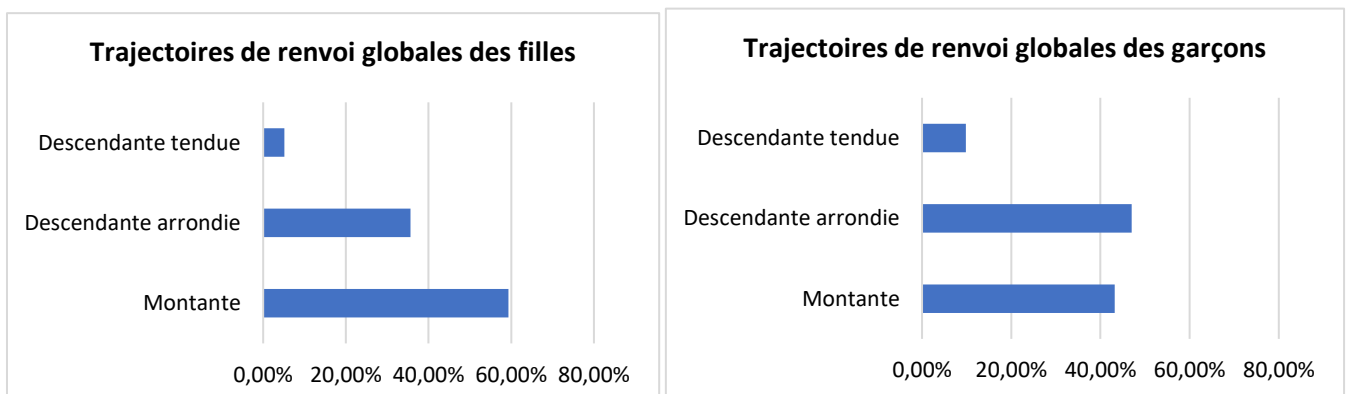 Trajectoires de renvoi globales des filles
Descendante tendue
Descendante arrondie
Montante
0,00% 20,00% 40,00% 60,00% 80,00%
Trajectoires de renvoi globales des garçons
Descendante tendue
Descendante arrondie
Montante
0,00% 20,00% 40,00% 60,00% 80,00%